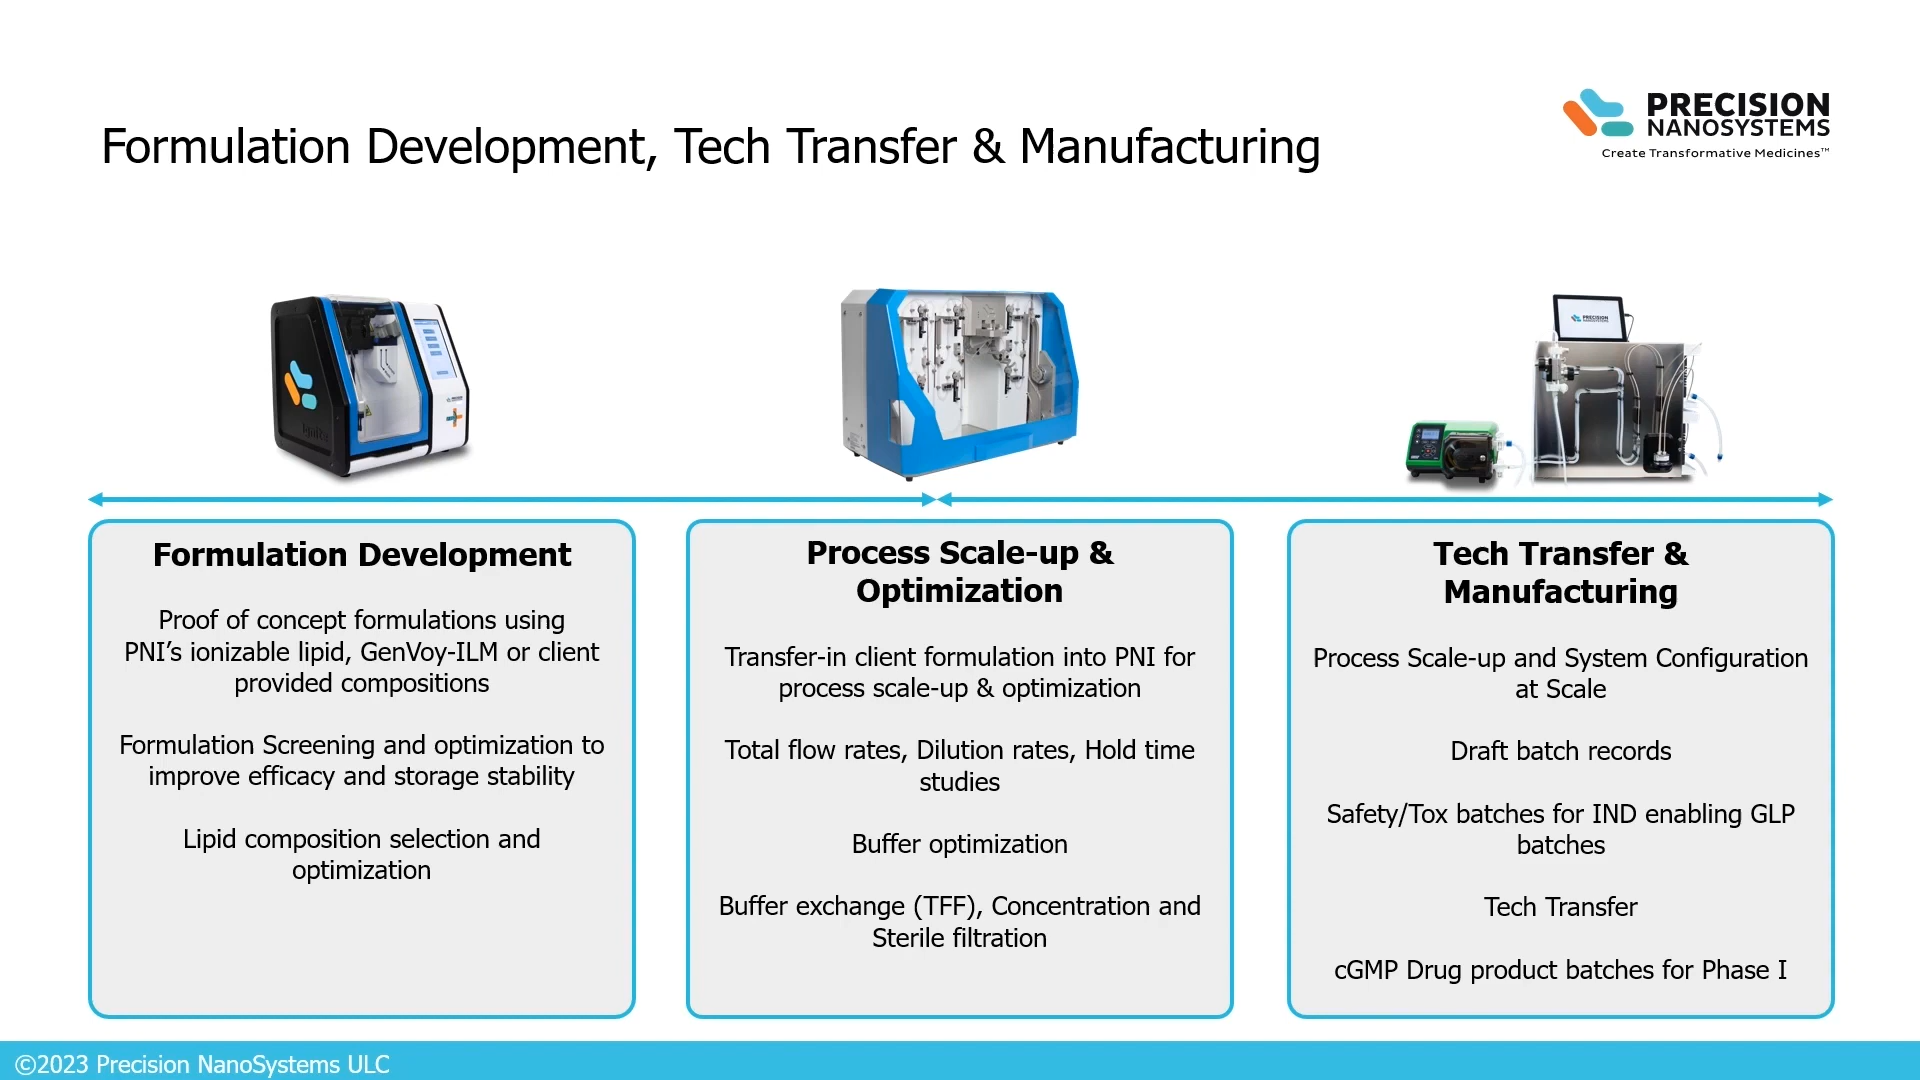 Formulation Development, Tech Transfer & Manufacturing
PRECISION
NANOSYSTEMS
Create Transformative Medicines™
PRECISION
NANOSYSTEMS
Formulation Development
Proof of concept formulations using
PNI’s ionizable lipid, GenVoy-ILM or client
provided compositions
Formulation Screening and optimization to
improve efficacy and storage stability
Lipid composition selection and
optimization
Process Scale-up &
Optimization
Transfer-in client formulation into PNI for
process scale-up & optimization
Total flow rates, Dilution rates, Hold time
studies
Buffer optimization
Buffer exchange (TFF), Concentration and
Sterile filtration
Tech Transfer &
Manufacturing
Process Scale-up and System Configuration
at Scale
Draft batch records
Safety/Tox batches for IND enabling GLP
batches
Tech Transfer
cGMP Drug product batches for Phase I
©2023 Precision NanoSystems ULC